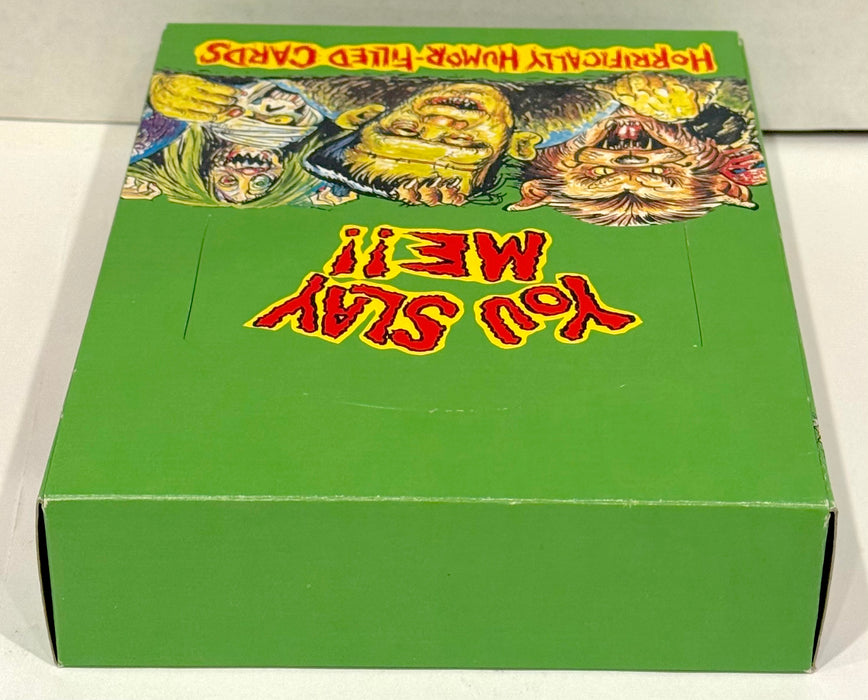 YOU SLAY
ME!!
HORRIFICALLY HUMOR-FILLED CARDS